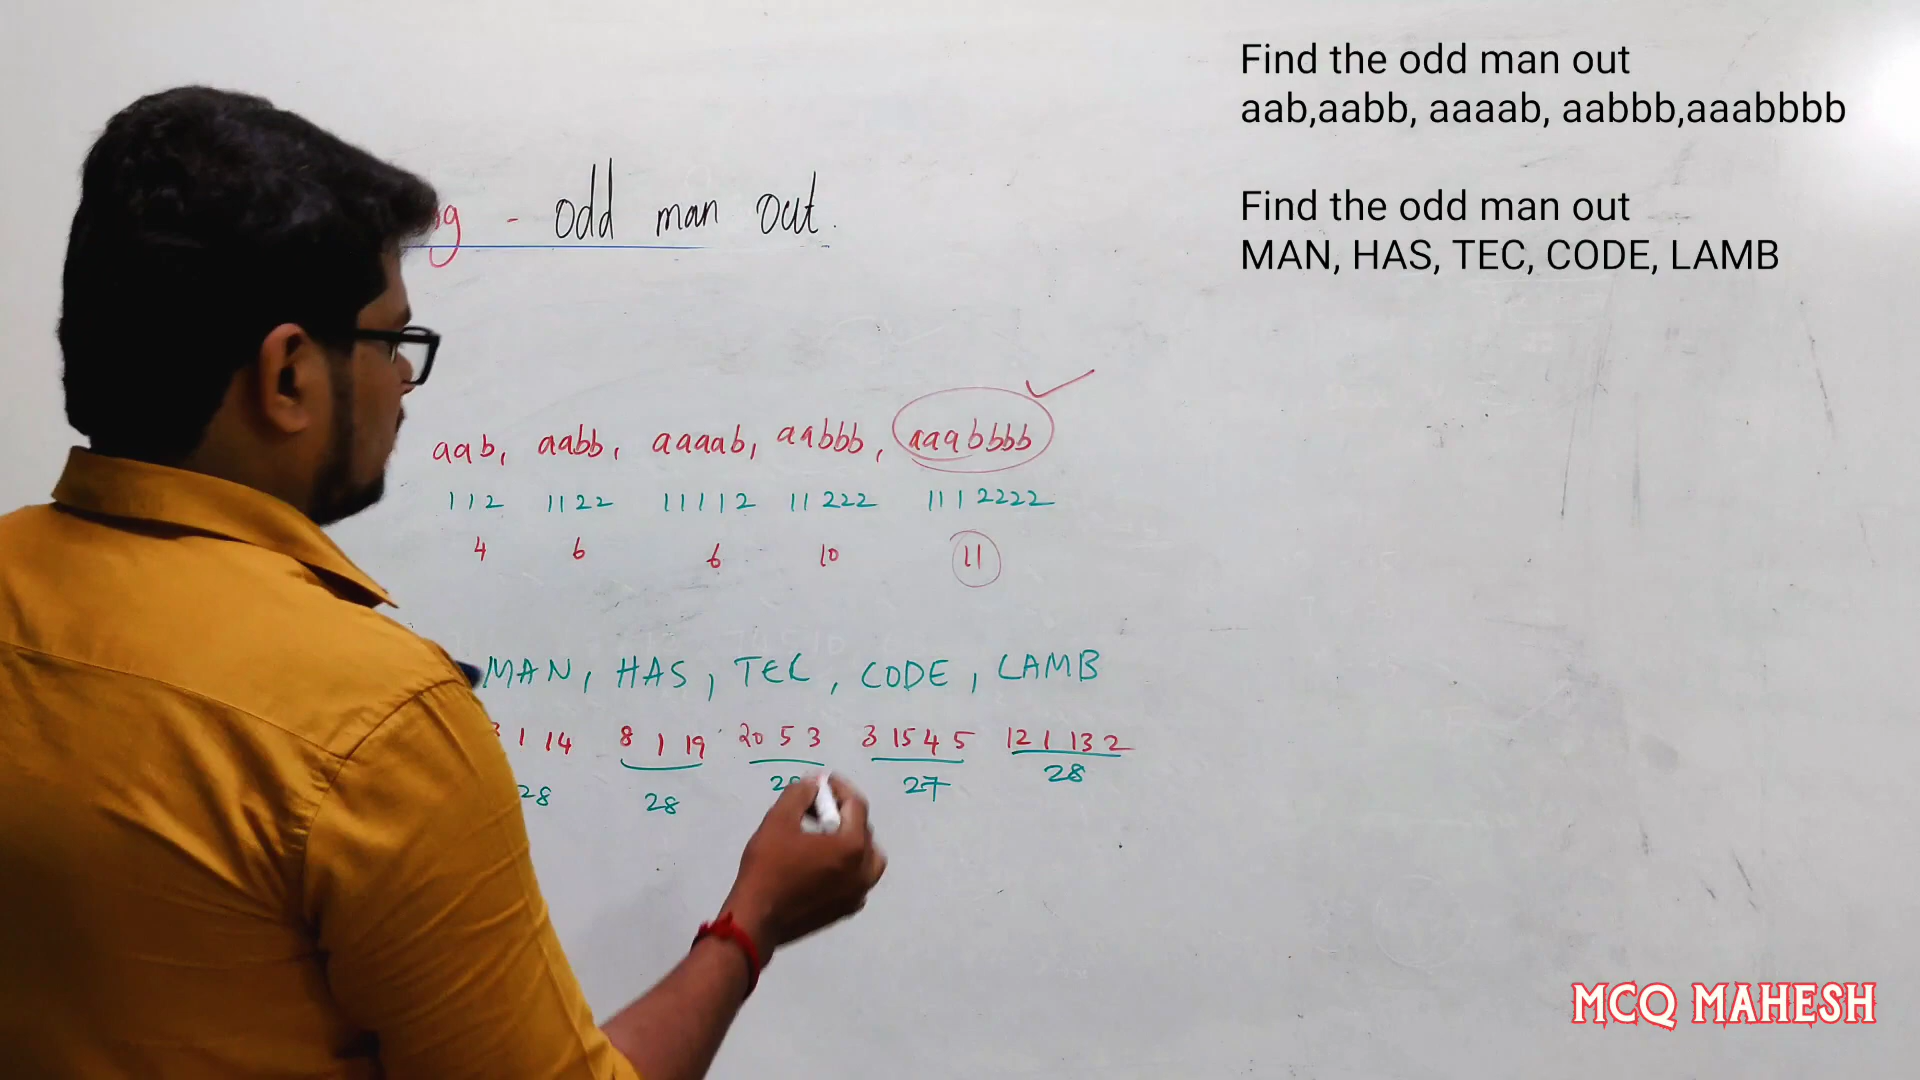 Find the odd man out
aab,aabb, aaaab, aabbb,aaabbbb
Find the odd man out
MAN, HAS, TEC, CODE, LAMB
- odd man out.
aab, aabb, aaaab, aabbb, aaabbbb
112 1122 11112 11222 1112222
4 6 6 10 11
MAN, HAS, TEC, CODE, LAMB
1 14 8 1 19 20 5 3 3 15 4 5 12 1 13 2
28 28 27 28
MCQ MAHESH